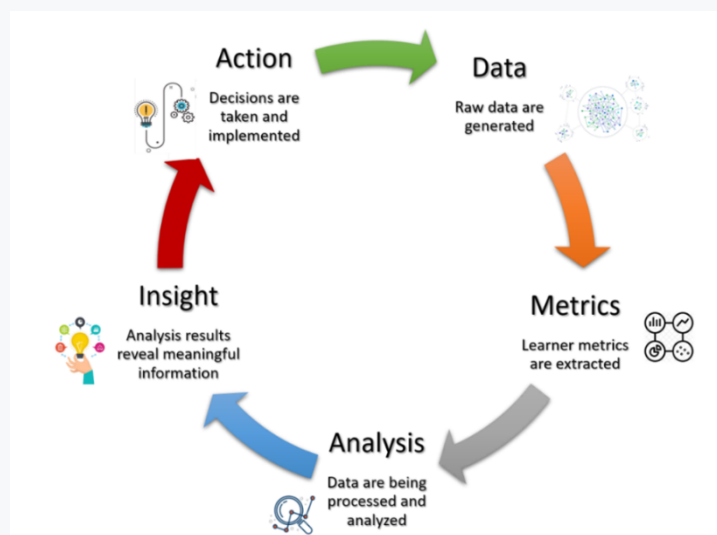 Action
Decisions are
taken and
implemented
Data
Raw data are
generated
Metrics
Learner metrics
are extracted
Analysis
Data are being
processed and
analyzed
Insight
Analysis results
reveal meaningful
information